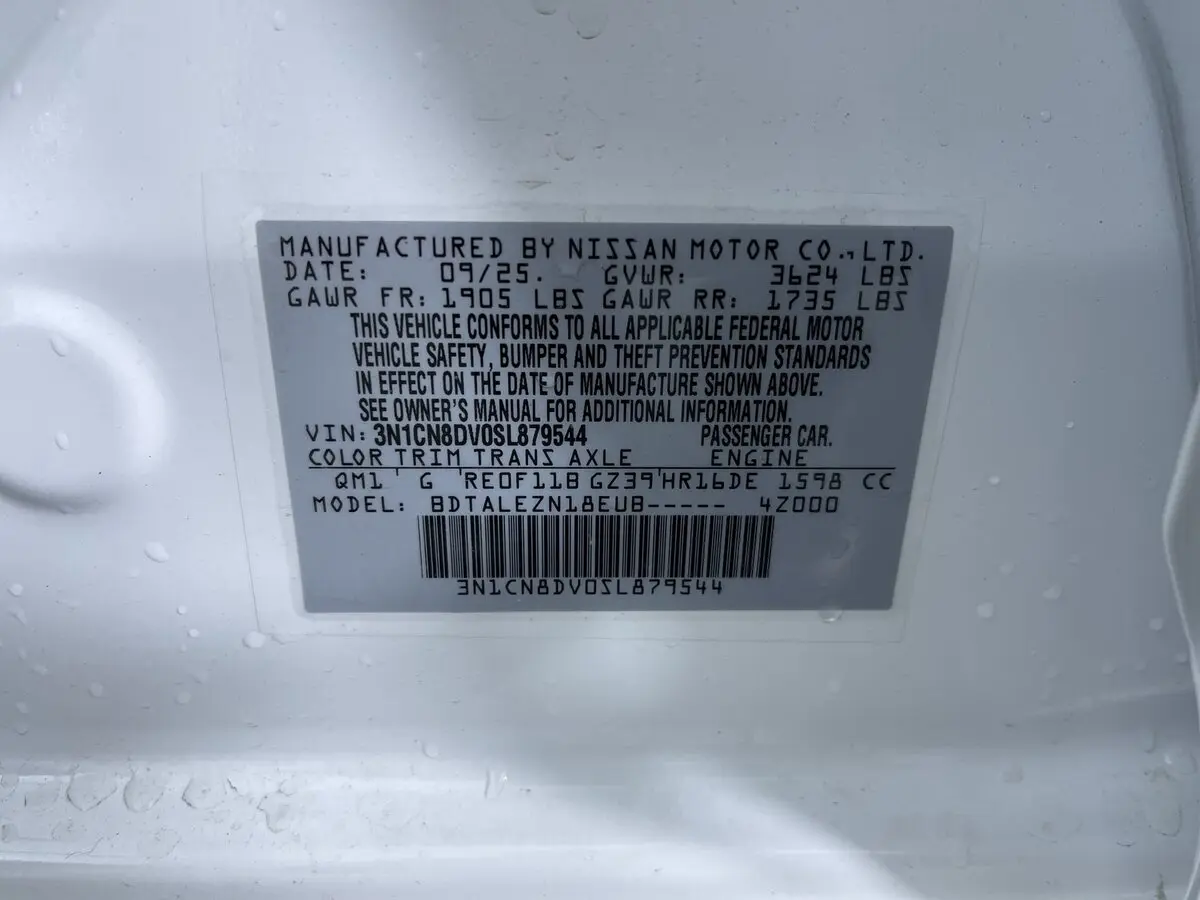 MANUFACTURED BY NISSAN MOTOR CO., LTD.
DATE: 09/25. GVWR: 3624 LBS
GAWR FR: 1905 LBS GAWR RR: 1735 LBS
THIS VEHICLE CONFORMS TO ALL APPLICABLE FEDERAL MOTOR
VEHICLE SAFETY, BUMPER AND THEFT PREVENTION STANDARDS
IN EFFECT ON THE DATE OF MANUFACTURE SHOWN ABOVE.
SEE OWNER'S MANUAL FOR ADDITIONAL INFORMATION.
VIN: 3N1CN8DV0SL879544 PASSENGER CAR.
COLOR TRIM TRANS AXLE ENGINE
QM1 ' G 'RE0F11B GZ39'HR16DE 1598 CC
MODEL: BDTALEZN18EUB----- 4Z000
3N1CN8DV0SL879544